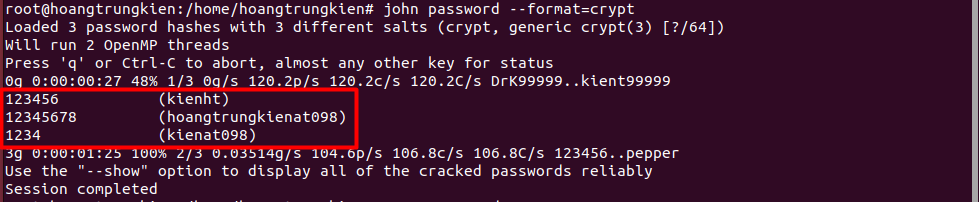 root@hoangtrungkien:/home/hoangtrungkien# john password --format=crypt
Loaded 3 password hashes with 3 different salts (crypt, generic crypt(3) [?/64])
Will run 2 OpenMP threads
Press 'q' or Ctrl-C to abort, almost any other key for status
0g 0:00:00:27 48% 1/3 0g/s 120.2p/s 120.2c/s 120.2C/s DrK99999..kient99999
123456           (kienht)
12345678         (hoangtrungkienat098)
1234             (kienat098)
3g 0:00:01:25 100% 2/3 0.03514g/s 104.6p/s 106.8c/s 106.8C/s 123456..pepper
Use the "--show" option to display all of the cracked passwords reliably
Session completed